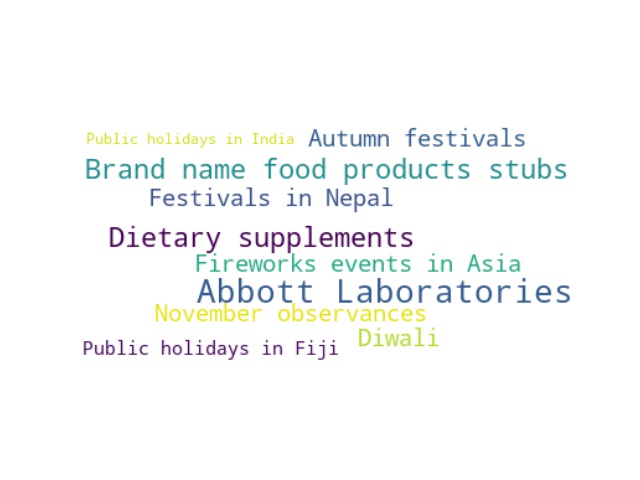 Public holidays in India Autumn festivals
Brand name food products stubs
Festivals in Nepal
Dietary supplements
Fireworks events in Asia
Abbott Laboratories
November observances
Diwali
Public holidays in Fiji